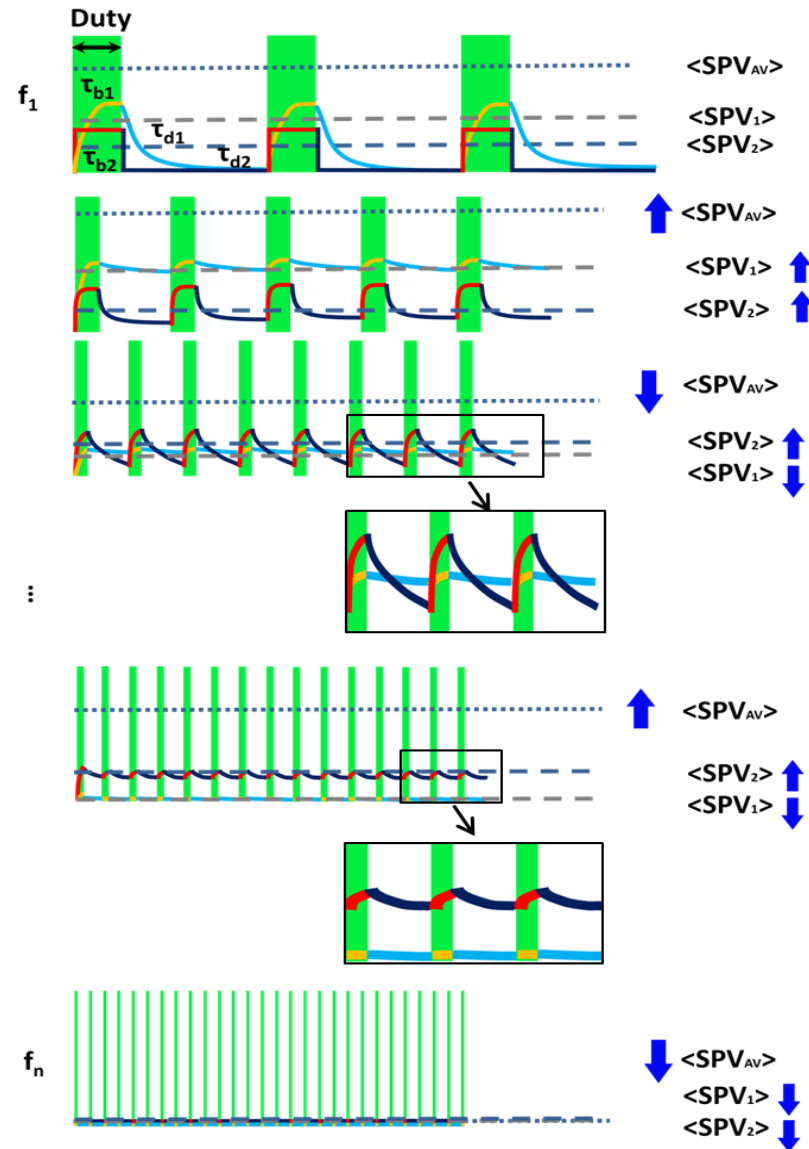 Duty
f₁
τb1
τd1
τb2
τd2
<SPVAV>
<SPV₁>
<SPV₂>
<SPVAV>
<SPV₁>
<SPV₂>
<SPVAV>
<SPV₂>
<SPV₁>
...
<SPVAV>
<SPV₂>
<SPV₁>
fn
<SPVAV>
<SPV₁>
<SPV₂>